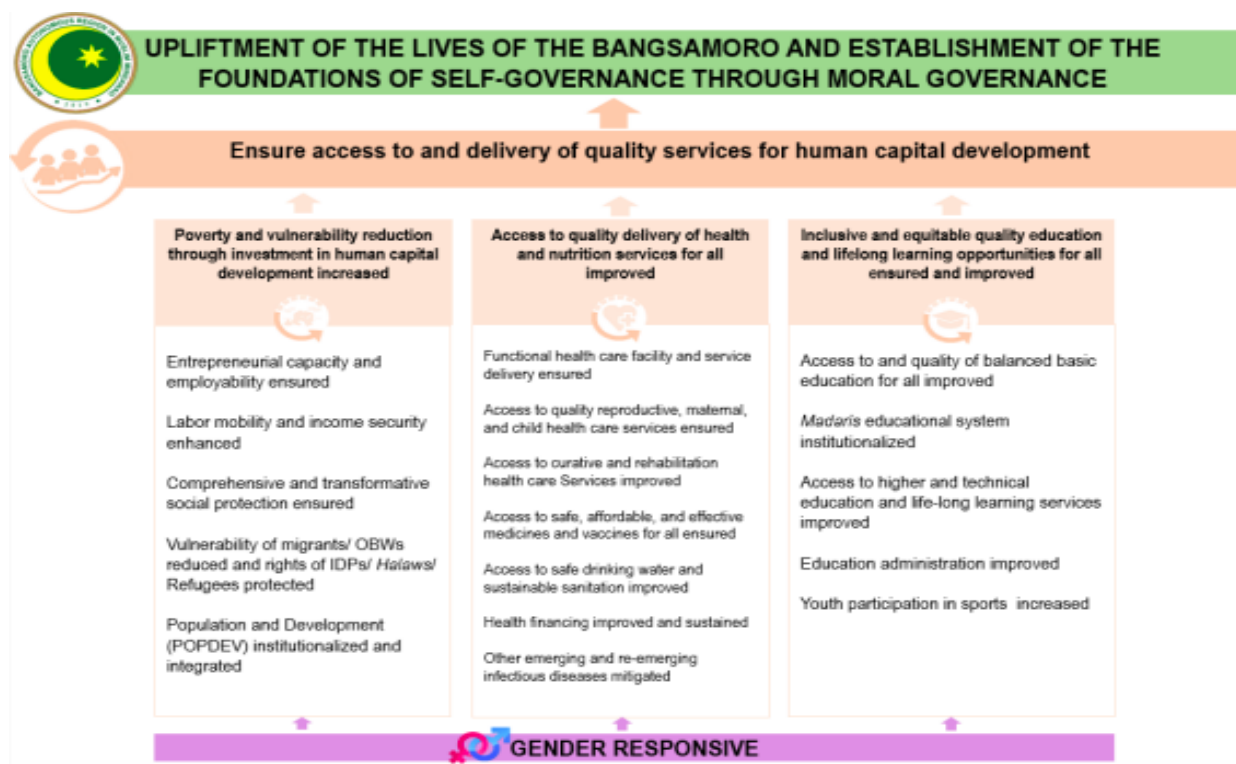 UPLIFTMENT OF THE LIVES OF THE BANGSAMORO AND ESTABLISHMENT OF THE
FOUNDATIONS OF SELF-GOVERNANCE THROUGH MORAL GOVERNANCE
Ensure access to and delivery of quality services for human capital development
Poverty and vulnerability reduction
through investment in human capital
development increased
Entrepreneurial capacity and
employability ensured
Labor mobility and income security
enhanced
Comprehensive and transformative
social protection ensured
Vulnerability of migrants/ OBWs
reduced and rights of IDPs/ Halaws/
Refugees protected
Population and Development
(POPDEV) institutionalized and
integrated
Access to quality delivery of health
and nutrition services for all
improved
Functional health care facility and service
delivery ensured
Access to quality reproductive, maternal,
and child health care services ensured
Access to curative and rehabilitation
health care Services improved
Access to safe, affordable, and effective
medicines and vaccines for all ensured
Access to safe drinking water and
sustainable sanitation improved
Health financing improved and sustained
Other emerging and re-emerging
infectious diseases mitigated
Inclusive and equitable quality education
and lifelong learning opportunities for all
ensured and improved
Access to and quality of balanced basic
education for all improved
Madaris educational system
institutionalized
Access to higher and technical
education and life-long learning services
improved
Education administration improved
Youth participation in sports increased
GENDER RESPONSIVE